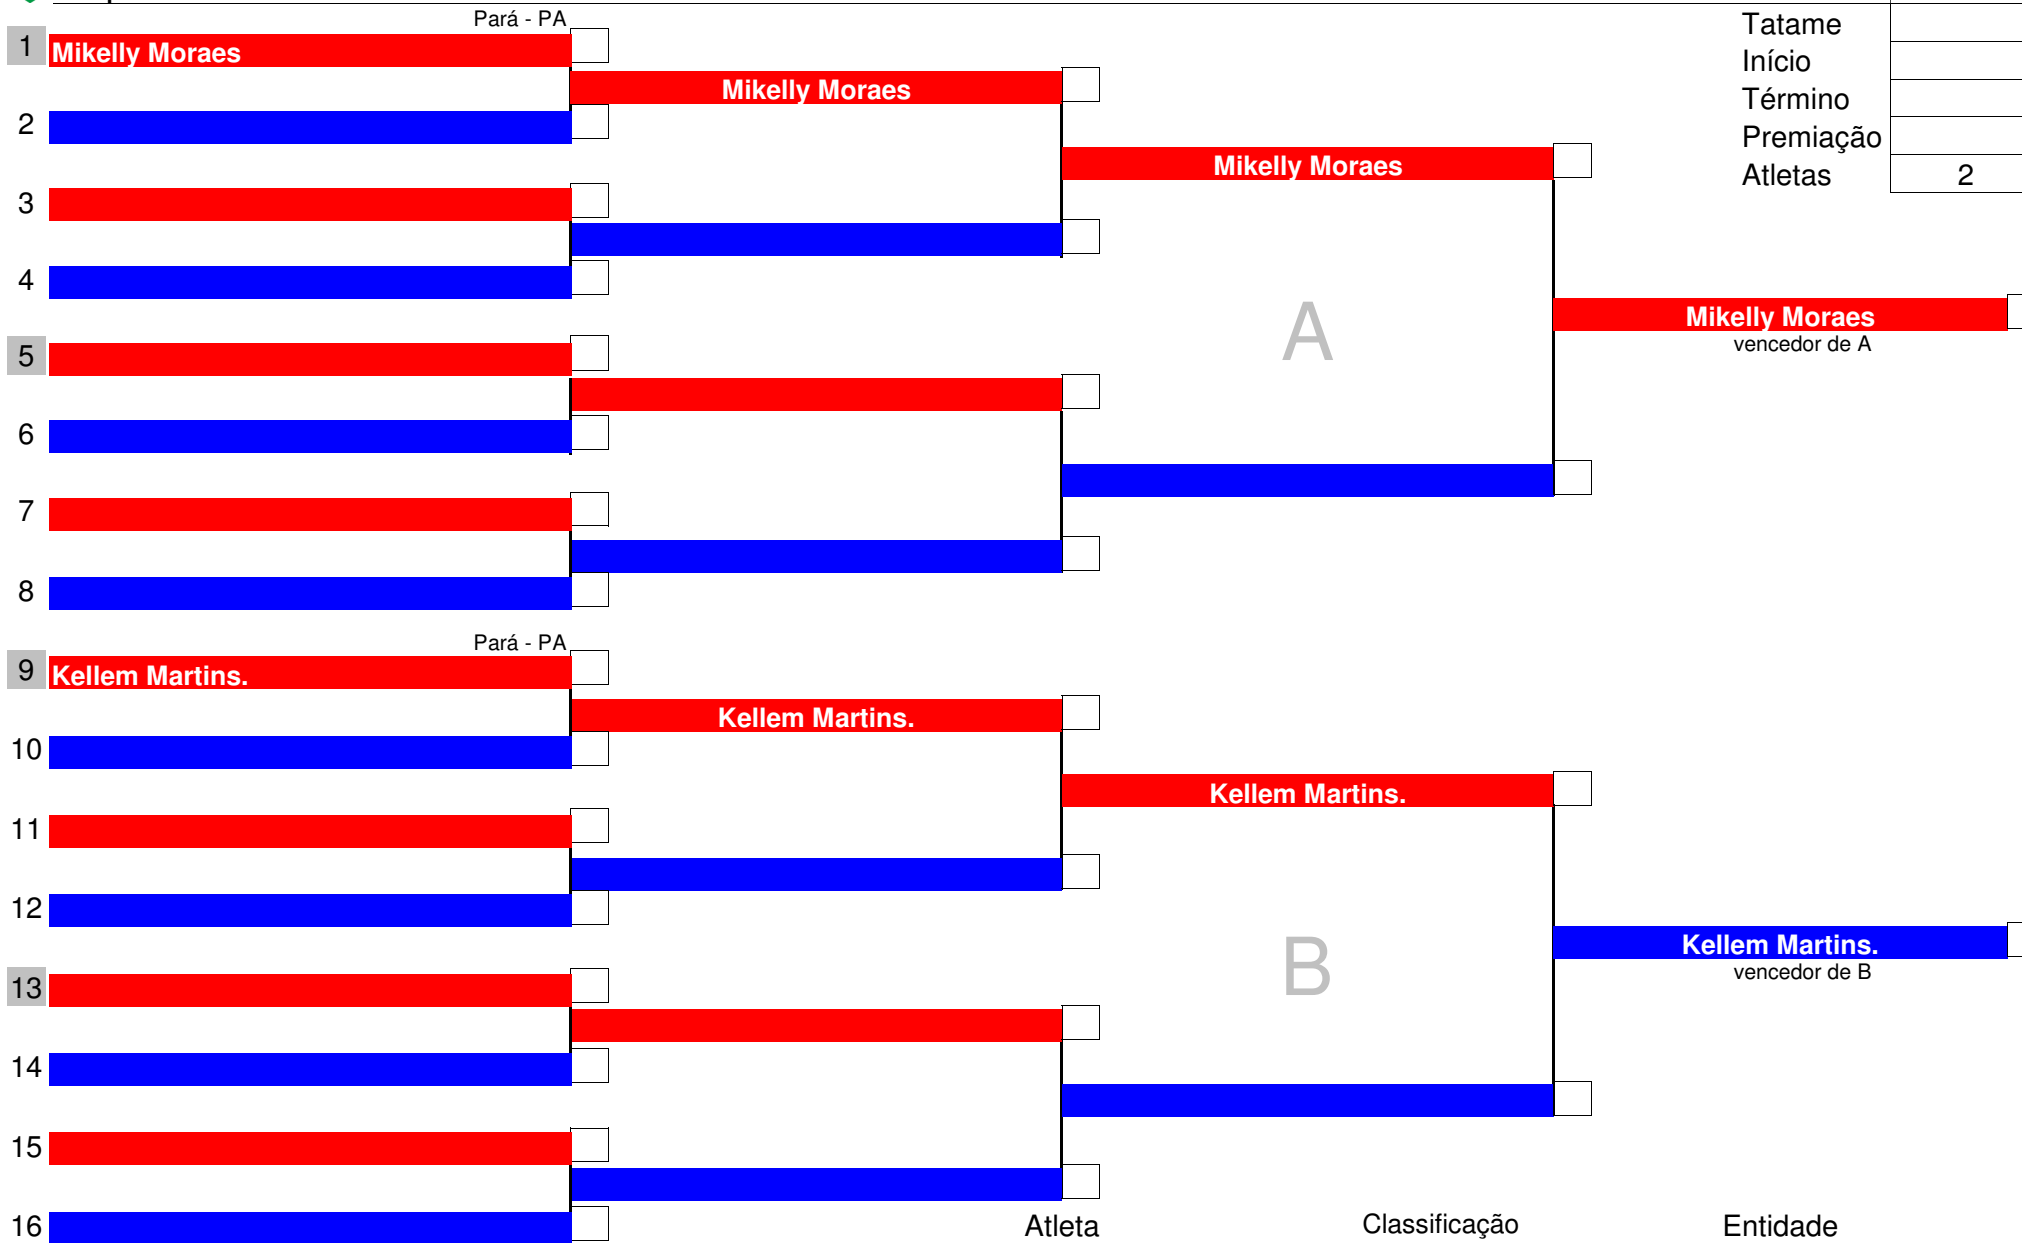 Pará - PA
Tatame
1 Mikelly Moraes
Início
Mikelly Moraes
Término
2
Premiação
Mikelly Moraes
Atletas 2
3
4
A
Mikelly Moraes
vencedor de A
5
6
7
8
Pará - PA
9 Kellem Martins.
Kellem Martins.
10
Kellem Martins.
11
12
B
Kellem Martins.
vencedor de B
13
14
15
16
Atleta Classificação Entidade